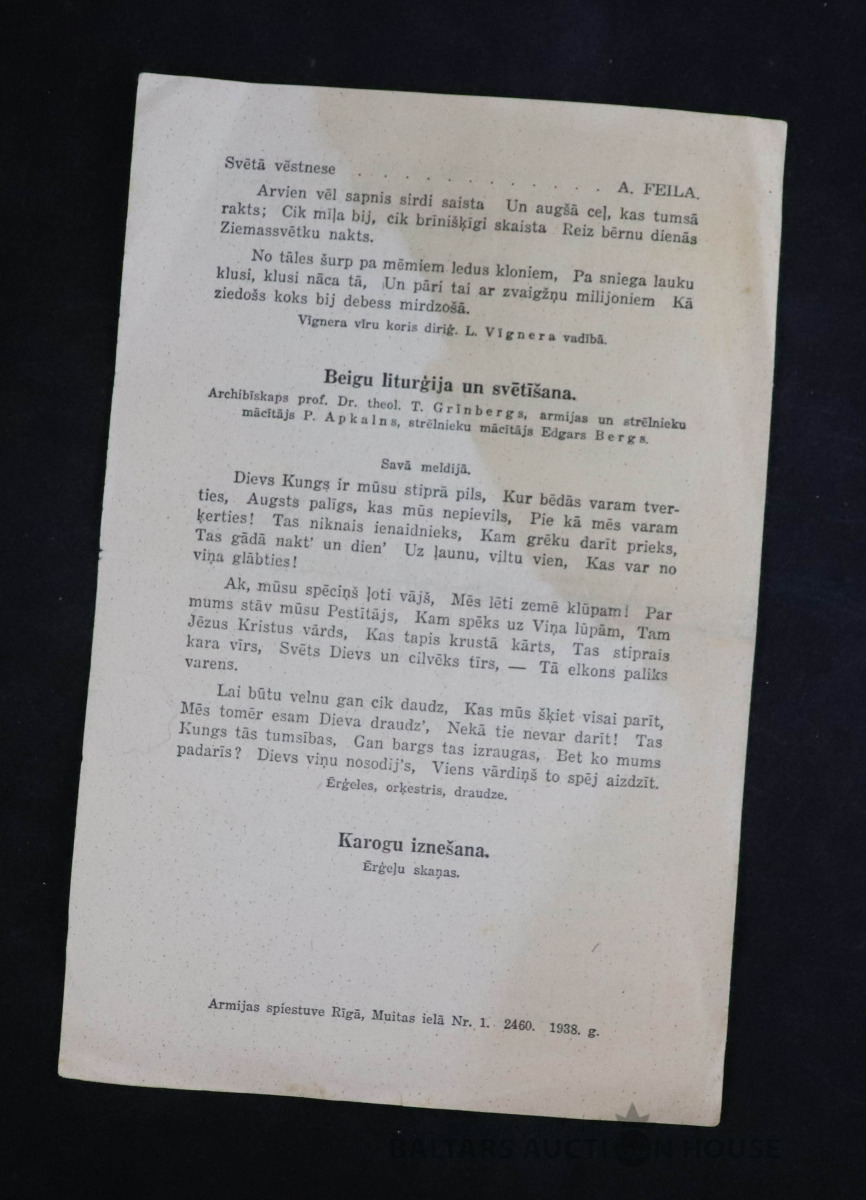 Svētā vēstnese . . . . . . . . . . . . . A. FEILA.
Arvien vēl sapnis sirdi saista Un augšā ceļ, kas tumsā
rakts; Cik mīļa bij, cik brīnišķīgi skaista Reiz bērnu dienās
Ziemassvētku nakts.
No tāles šurp pa mēmiem ledus kloniem, Pa sniega lauku
klusi, klusi nāca tā, Un pāri tai ar zvaigžņu milijoniem Kā
ziedošs koks bij debess mirdzošā.
Vīgnera vīru koris diriģ. L. Vīgnera vadībā.
Beigu liturģija un svētīšana.
Archibīskaps prof. Dr. theol. T. Grīnbergs, armijas un strēlnieku
mācītājs P. Apkalns, strēlnieku mācītājs Edgars Bergs.
Savā meldijā.
Dievs Kungs ir mūsu stiprā pils, Kur bēdās varam tver-
ties, Augsts palīgs, kas mūs nepievils, Pie kā mēs varam
ķerties! Tas niknais ienaidnieks, Kam grēku darīt prieks,
Tas gādā nakt' un dien' Uz ļaunu, viltu vien, Kas var no
viņa glābties!
Ak, mūsu spēciņš ļoti vājš, Mēs lēti zemē klūpam! Par
mums stāv mūsu Pestītājs, Kam spēks uz Viņa lūpām, Tam
Jēzus Kristus vārds, Kas tapis krustā kārts, Tas stiprais
kara vīrs, Svēts Dievs un cilvēks tīrs, — Tā elkons paliks
varens.
Lai būtu velnu gan cik daudz, Kas mūs šķiet visai parīt,
Mēs tomēr esam Dieva draudz', Nekā tie nevar darīt! Tas
Kungs tās tumsības, Gan bargs tas izraugas, Bet ko mums
padarīs? Dievs viņu nosodīj's, Viens vārdiņš to spēj aizdzīt.
Ērģeles, orķestris, draudze.
Karogu iznešana.
Ērģeļu skaņas.
Armijas spiestuve Rīgā, Muitas ielā Nr. 1. 2460. 1938. g.
BALTARS AUCTION HOUSE